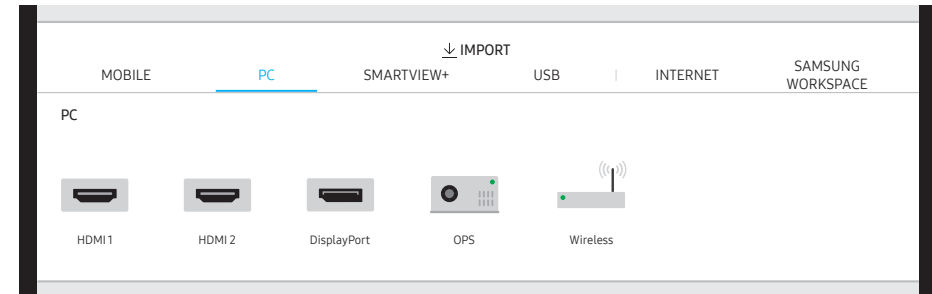 IMPORT
MOBILE PC SMARTVIEW+ USB INTERNET SAMSUNG WORKSPACE
PC
HDMI 1 HDMI 2 DisplayPort OPS Wireless